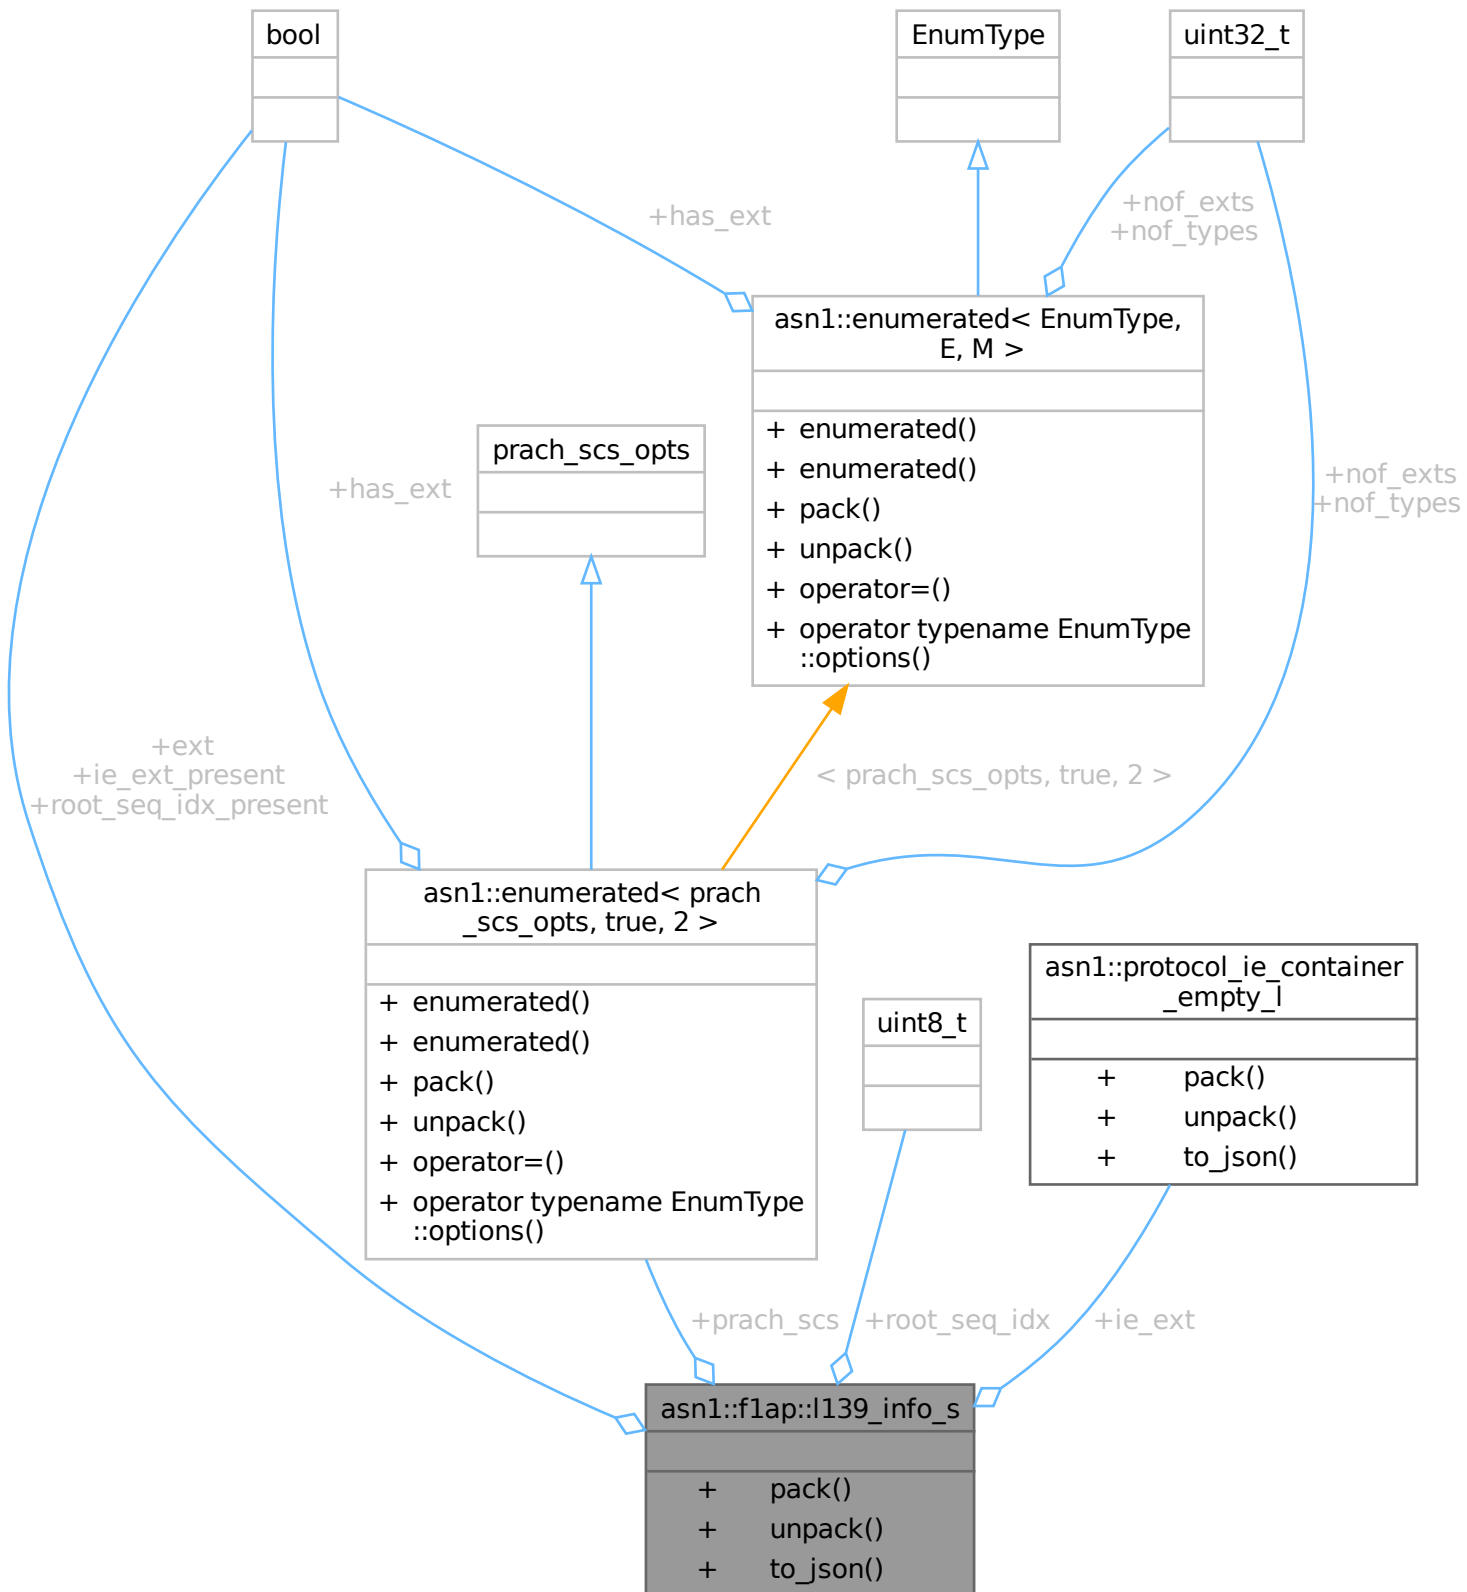 bool
EnumType
uint32_t
+has_ext
+nof_exts
+nof_types
asn1::enumerated< EnumType,
E, M >
+ enumerated()
+ enumerated()
+ pack()
+ unpack()
+ operator=()
+ operator typename EnumType
::options()
prach_scs_opts
+has_ext
+nof_exts
+nof_types
+ext
+ie_ext_present
+root_seq_idx_present
< prach_scs_opts, true, 2 >
asn1::enumerated< prach
_scs_opts, true, 2 >
+ enumerated()
+ enumerated()
+ pack()
+ unpack()
+ operator=()
+ operator typename EnumType
::options()
uint8_t
asn1::protocol_ie_container
_empty_l
+ pack()
+ unpack()
+ to_json()
+prach_scs
+root_seq_idx
+ie_ext
asn1::f1ap::l139_info_s
+ pack()
+ unpack()
+ to_json()